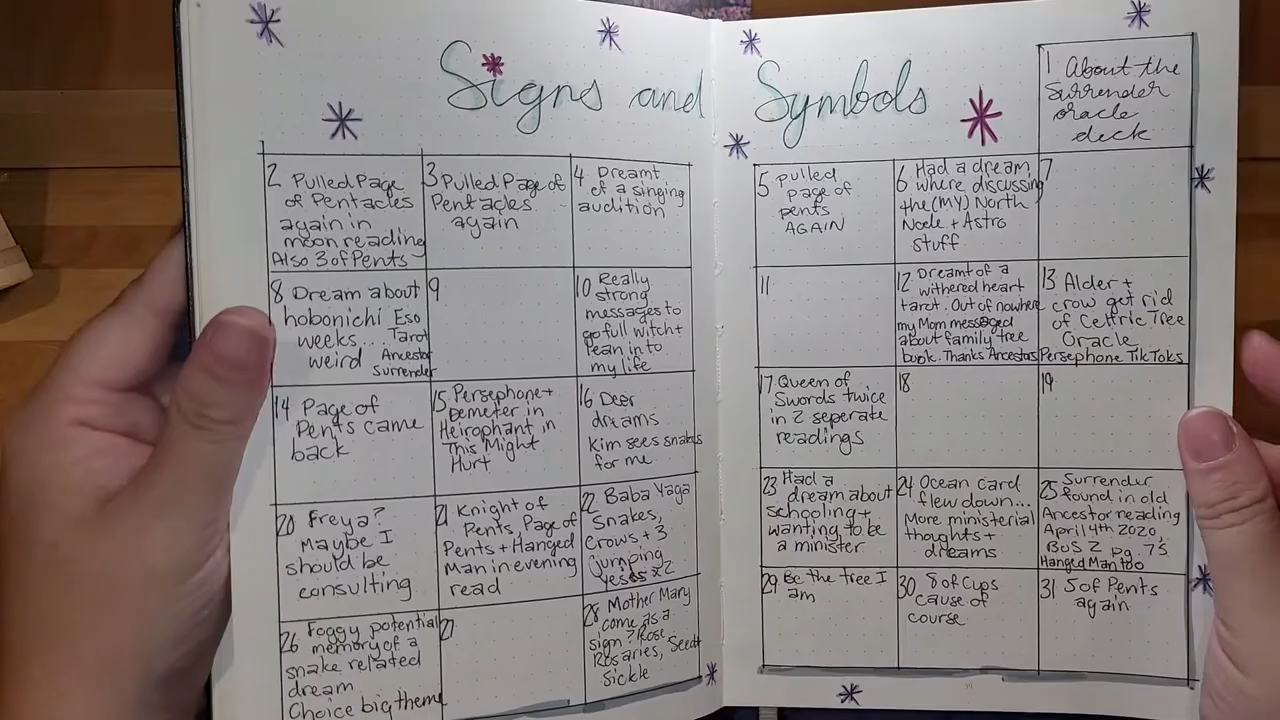 Signs and Symbols
1 About the
Surrender
oracle
deck
2 Pulled Page
of Pentacles
again in
moon reading
Also 3 of Pents
3 Pulled Page of
Pentacles
again
4 Dreamt
of a singing
audition
5 pulled
page of
pents
AGAIN
6 Had a dream
where discussing
the (MY) North
Node + Astro
stuff
7
8 Dream about
hobonichi Eso
weeks... Tarot
weird Ancestor
Surrender
9
10 Really
strong
messages to
go full witch +
lean in to
my life
11
12 Dreamt of a
withered heart
tarot. Out of nowhere
my Mom messaged
about family tree
book. Thanks Ancestors
13 Alder +
crow get rid
of Celtric Tree
Oracle
Persephone TikToks
14 Page of
Pents came
back
15 Persephone +
Demeter in
Heirophant in
This Might
Hurt
16 Deer
dreams
Kim sees snakes
for me
17 Queen of
Swords twice
in 2 seperate
readings
18
19
20 Freya?
Maybe I
should be
consulting
21 Knight of
Pents, Page of
Pents + Hanged
Man in evening
read
22 Baba Yaga
Snakes,
Crows + 3
jumping
yeses x2
23 Had a
dream about
schooling +
wanting to be
a minister
24 Ocean card
flew down...
More ministerial
thoughts +
dreams
25 Surrender
found in old
Ancestor reading
April 4th 2020,
BOS 2 pg. 75
Hanged Man too
26 Foggy potential
memory of a
snake related
dream
Choice big theme
27
28 Mother Mary
come as a
sign? Rose,
Rosaries, Seeds
Sickle
29 Be the tree I
am
30 8 of Cups
cause of
course
31 5 of Pents
again